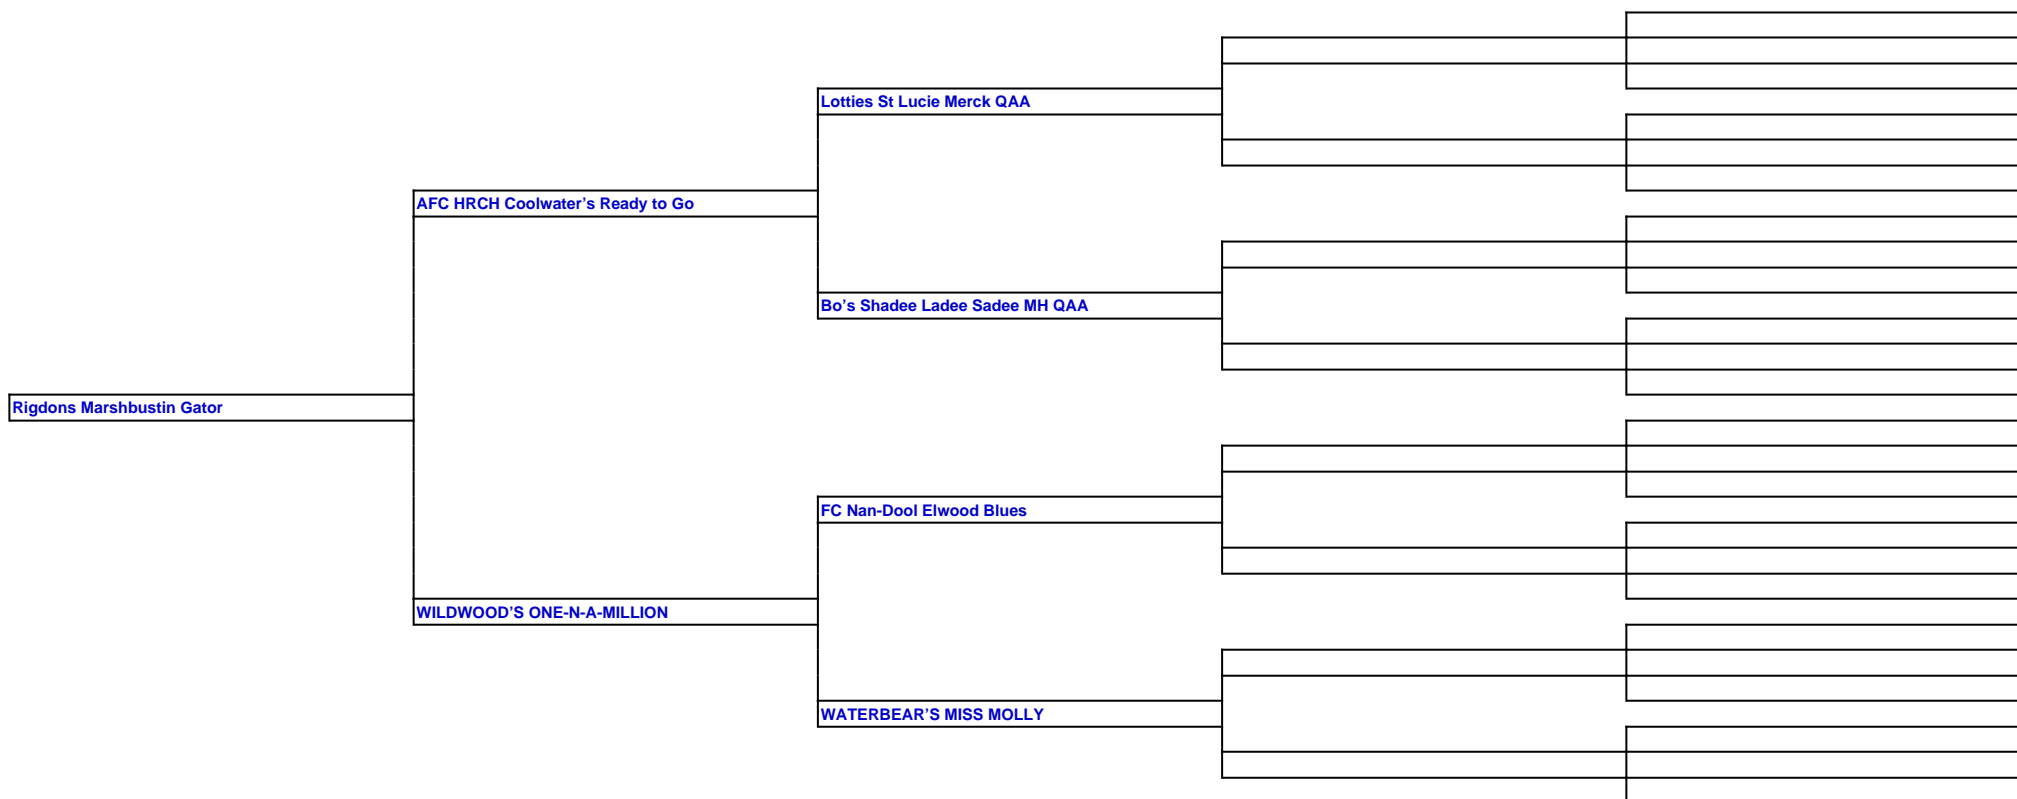 Lotties St Lucie Merck QAA
AFC HRCH Coolwater’s Ready to Go
Bo’s Shadee Ladee Sadee MH QAA
Rigdons Marshbustin Gator
FC Nan-Dool Elwood Blues
WILDWOOD’S ONE-N-A-MILLION
WATERBEAR’S MISS MOLLY